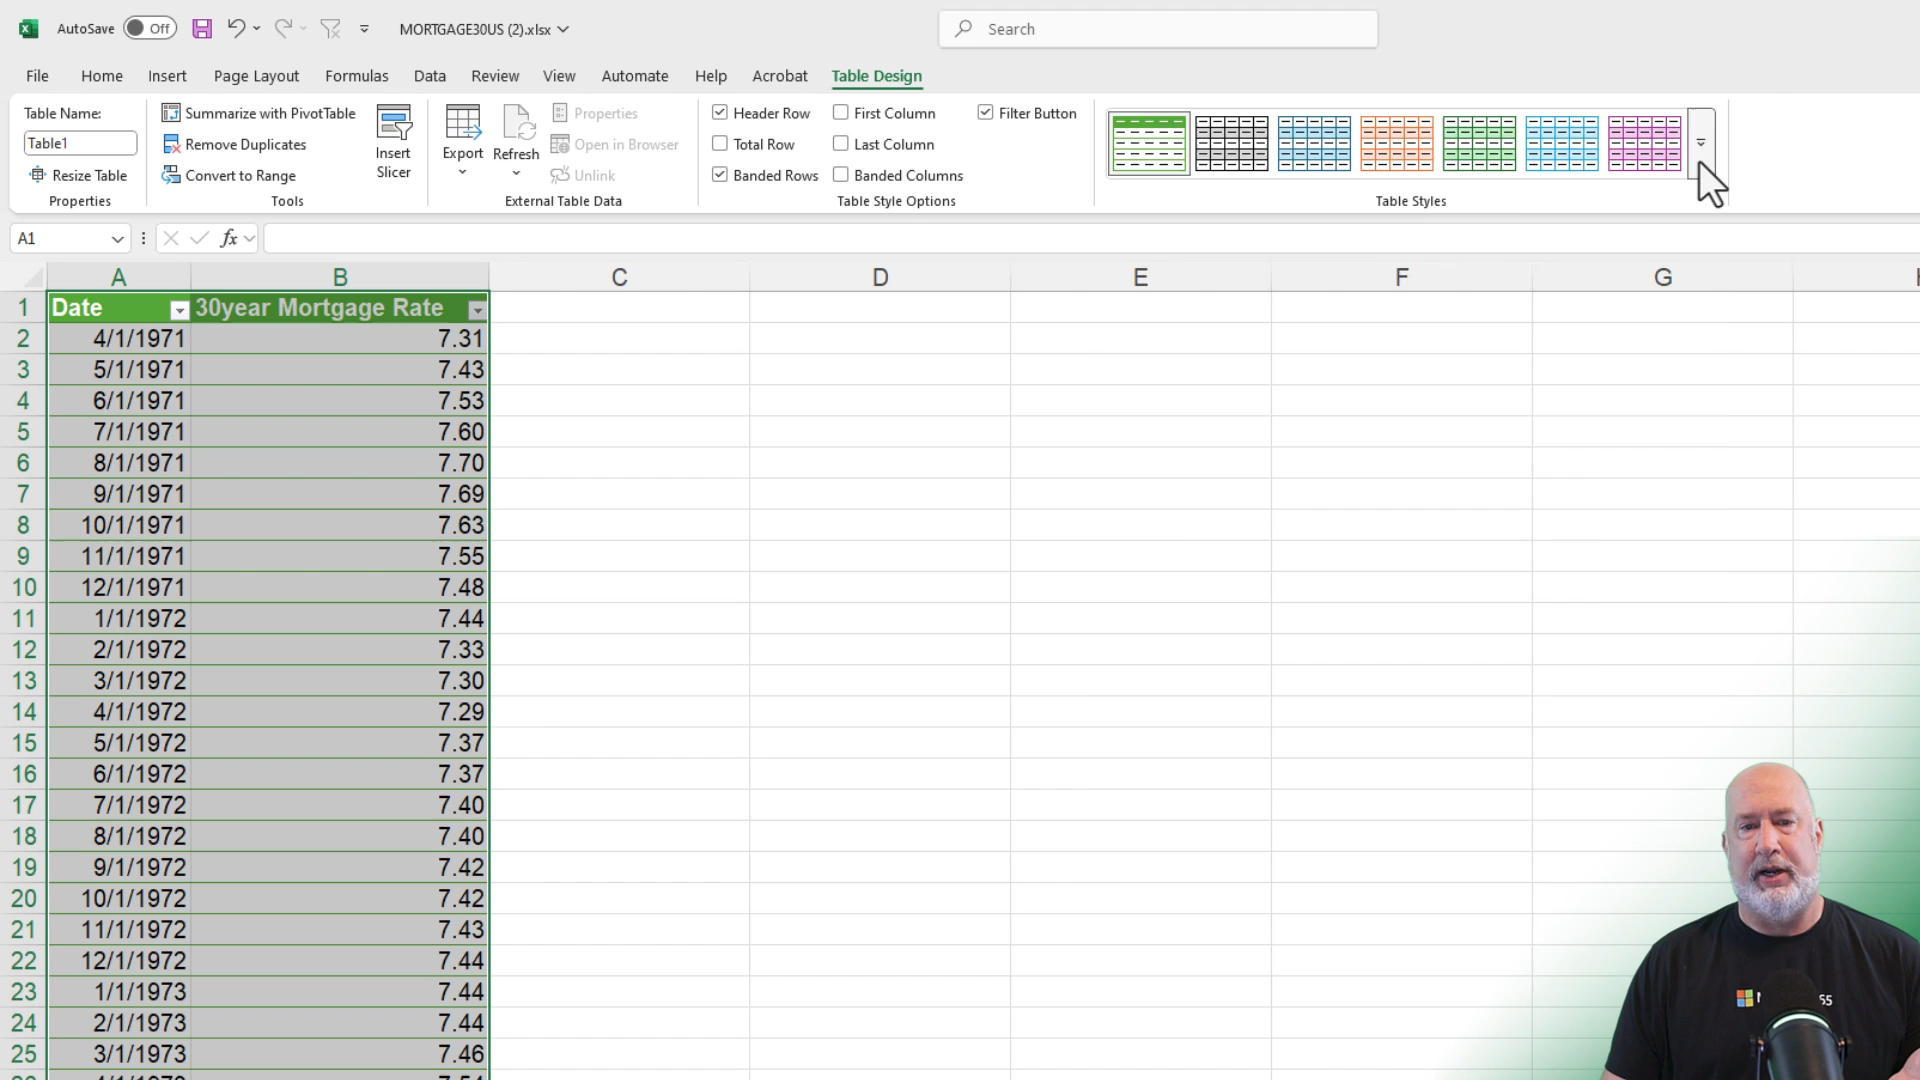 AutoSave Off MORTGAGE30US (2).xlsx Search
File Home Insert Page Layout Formulas Data Review View Automate Help Acrobat Table Design
Table Name:
Table1
Resize Table
Properties
Summarize with PivotTable
Remove Duplicates
Convert to Range
Insert
Slicer
Tools
Export
Refresh
Properties
Open in Browser
Unlink
External Table Data
Header Row
Total Row
Banded Rows
First Column
Last Column
Banded Columns
Filter Button
Table Style Options
Table Styles
A1 fx
A B C D E F G
1 Date 30year Mortgage Rate
2 4/1/1971 7.31
3 5/1/1971 7.43
4 6/1/1971 7.53
5 7/1/1971 7.60
6 8/1/1971 7.70
7 9/1/1971 7.69
8 10/1/1971 7.63
9 11/1/1971 7.55
10 12/1/1971 7.48
11 1/1/1972 7.44
12 2/1/1972 7.33
13 3/1/1972 7.30
14 4/1/1972 7.29
15 5/1/1972 7.37
16 6/1/1972 7.37
17 7/1/1972 7.40
18 8/1/1972 7.40
19 9/1/1972 7.42
20 10/1/1972 7.42
21 11/1/1972 7.43
22 12/1/1972 7.44
23 1/1/1973 7.44
24 2/1/1973 7.44
25 3/1/1973 7.46